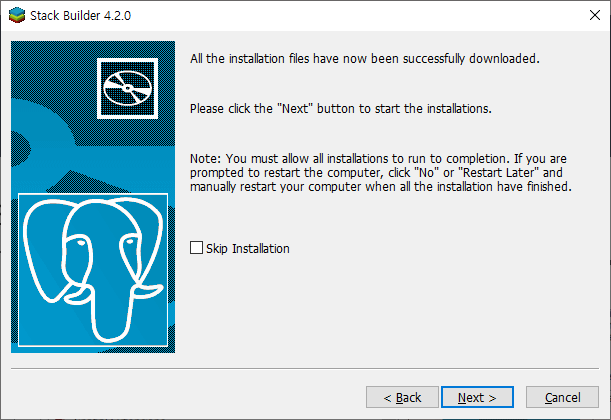 Stack Builder 4.2.0
All the installation files have now been successfully downloaded.
Please click the "Next" button to start the installations.
Note: You must allow all installations to run to completion. If you are
prompted to restart the computer, click "No" or "Restart Later" and
manually restart your computer when all the installation have finished.
Skip Installation
< Back
Next >
Cancel